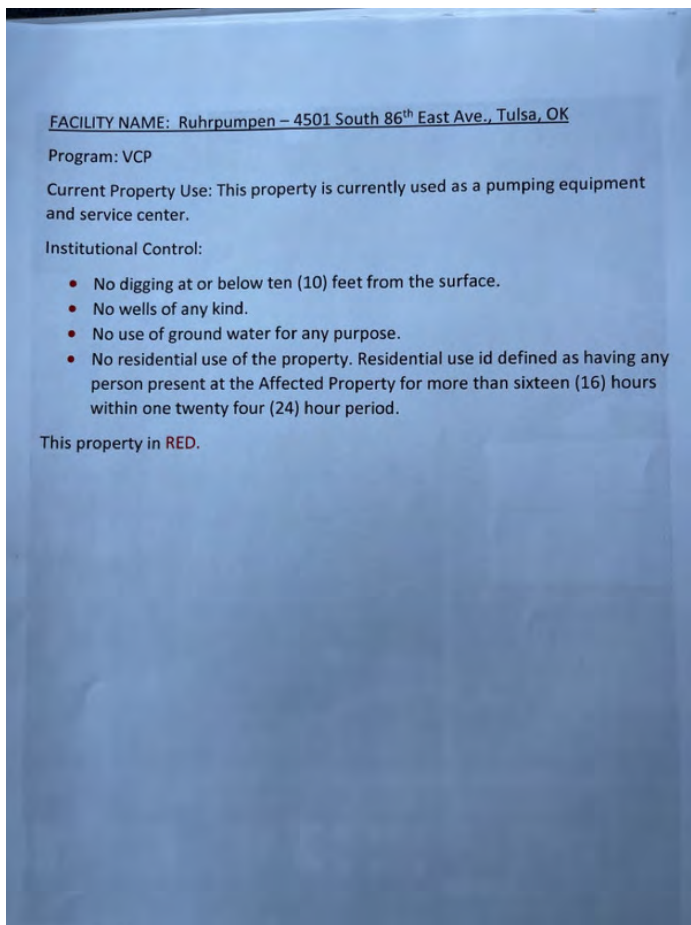 FACILITY NAME: Ruhrpumpen – 4501 South 86th East Ave., Tulsa, OK
Program: VCP
Current Property Use: This property is currently used as a pumping equipment
and service center.
Institutional Control:
• No digging at or below ten (10) feet from the surface.
• No wells of any kind.
• No use of ground water for any purpose.
• No residential use of the property. Residential use id defined as having any
person present at the Affected Property for more than sixteen (16) hours
within one twenty four (24) hour period.
This property in RED.